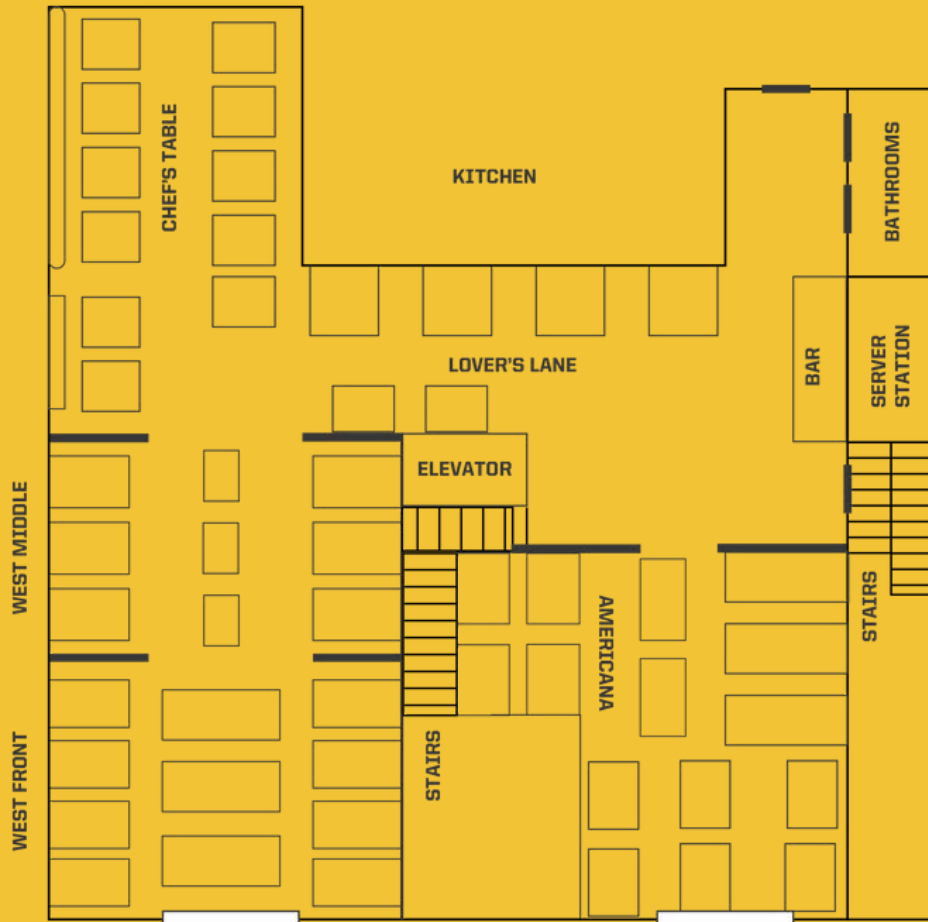 CHEF'S TABLE
KITCHEN
BATHROOMS
LOVER'S LANE
BAR
SERVER
STATION
ELEVATOR
WEST MIDDLE
AMERICANA
STAIRS
WEST FRONT
STAIRS